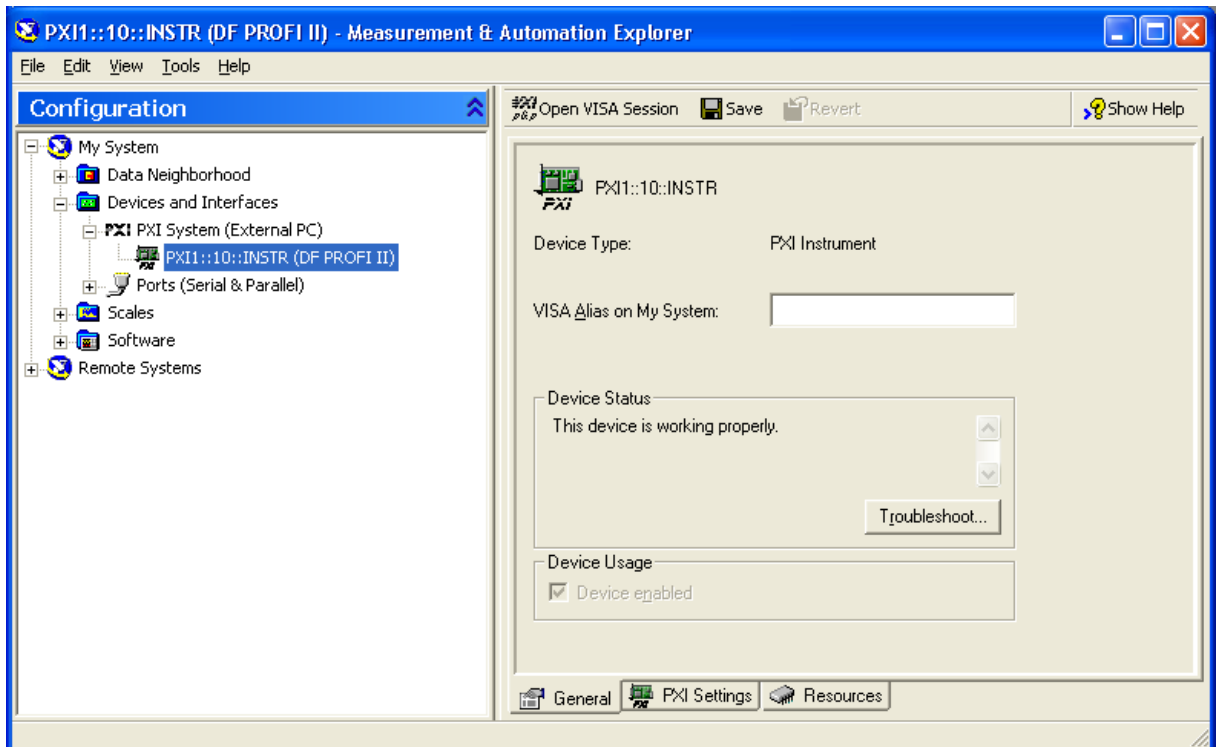 PXI1::10::INSTR (DF PROFI II) - Measurement & Automation Explorer
File Edit View Tools Help
Configuration
My System
Data Neighborhood
Devices and Interfaces
PXI PXI System (External PC)
PXI PXI1::10::INSTR (DF PROFI II)
Ports (Serial & Parallel)
Scales
Software
Remote Systems
Open VISA Session Save Revert Show Help
PXI PXI1::10::INSTR
Device Type: PXI Instrument
VISA Alias on My System:
Device Status
This device is working properly.
Troubleshoot...
Device Usage
Device enabled
General PXI PXI Settings Resources